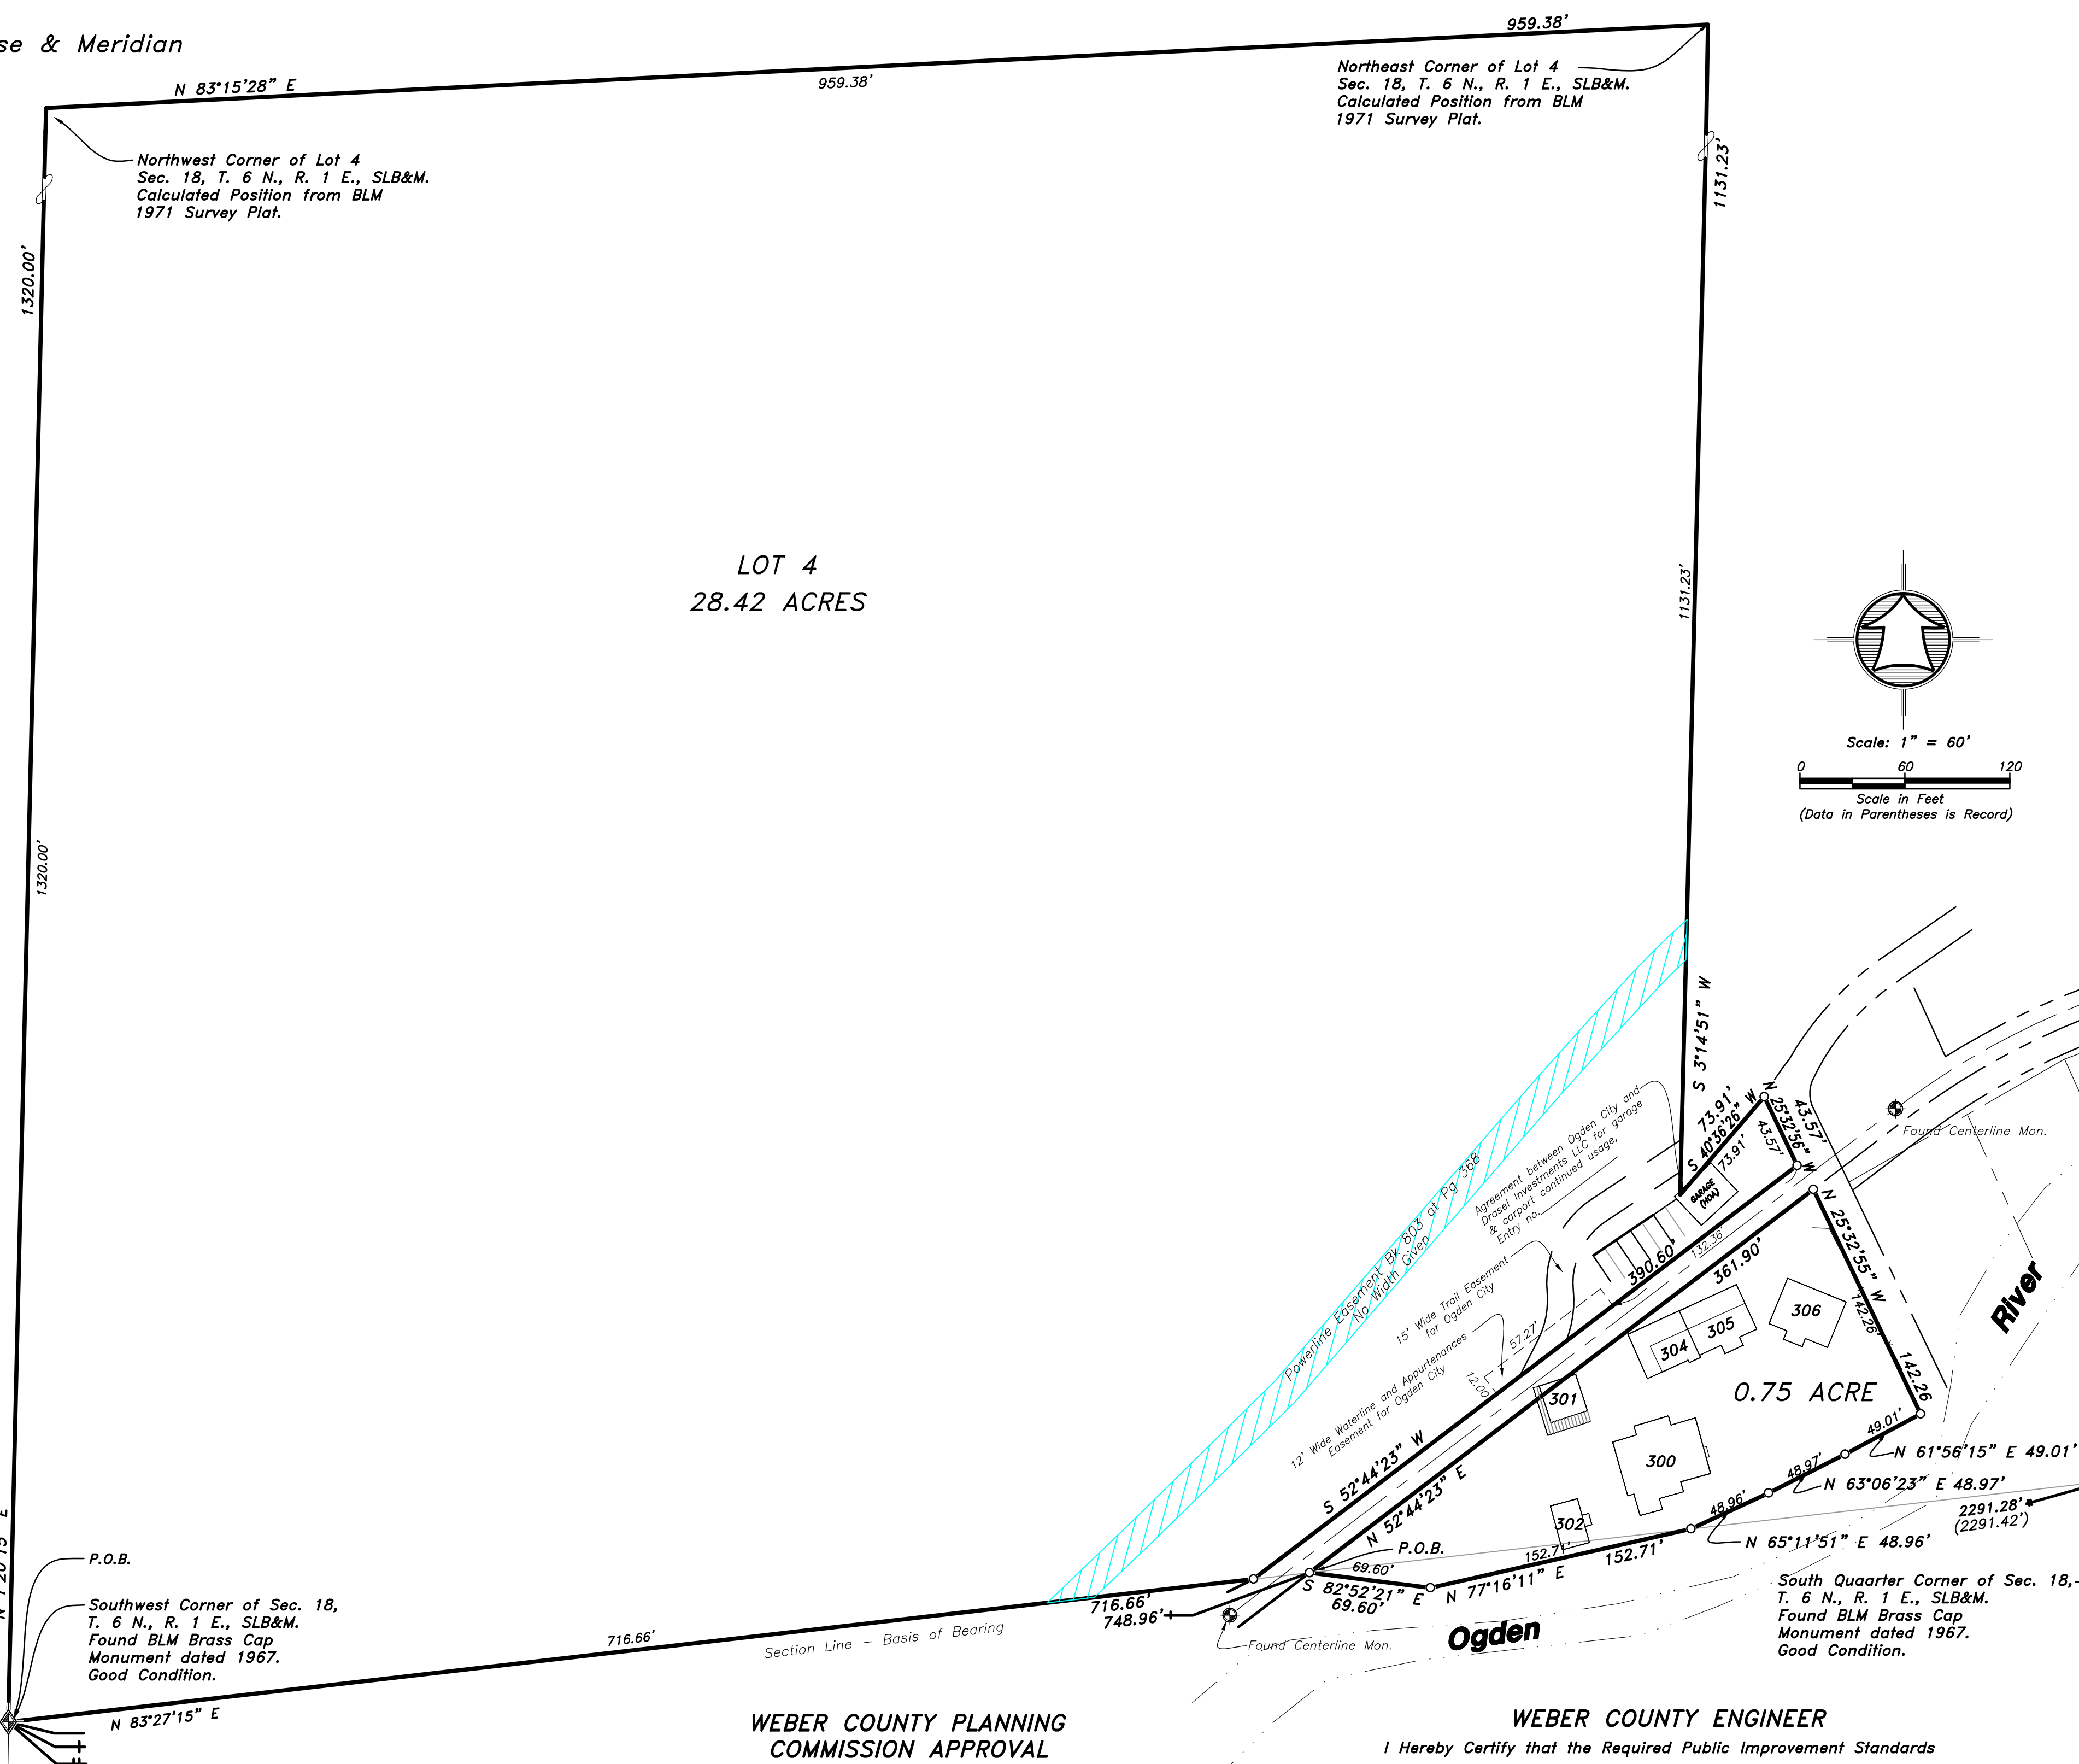 se & Meridian
N 83°15'28" E
959.38'
959.38'
Northwest Corner of Lot 4
Sec. 18, T. 6 N., R. 1 E., SLB&M.
Calculated Position from BLM
1971 Survey Plat.
Northeast Corner of Lot 4
Sec. 18, T. 6 N., R. 1 E., SLB&M.
Calculated Position from BLM
1971 Survey Plat.
1320.00'
1131.23'
LOT 4
28.42 ACRES
1131.23'
1320.00'
Scale: 1" = 60'
0 60 120
Scale in Feet
(Data in Parentheses is Record)
S 3°14'51" W
Powerline Easement Bk 803 at Pg 368
No Width Given
Agreement between Ogden City and
Drasel Investments LLC for garage
& carport continued usage,
Entry no.
15' Wide Trail Easement
for Ogden City
12' Wide Waterline and Appurtenances
Easement for Ogden City
73.91'
S 40°36'26" W
73.91'
N 25°32'56" W
43.57'
43.57'
GARAGE
(HOA)
Found Centerline Mon.
132.36'
390.60'
361.90'
57.27'
12.00'
N 25°32'55" W
142.26'
142.26
River
306
305
304
301
300
302
0.75 ACRE
S 52°44'23" W
N 52°44'23" E
49.01'
N 61°56'15" E 49.01'
48.97'
N 63°06'23" E 48.97'
48.96'
N 65°11'51" E 48.96'
2291.28'
(2291.42')
P.O.B.
69.60'
S 82°52'21" E
69.60'
152.71'
152.71'
N 77°16'11" E
South Quaarter Corner of Sec. 18,
T. 6 N., R. 1 E., SLB&M.
Found BLM Brass Cap
Monument dated 1967.
Good Condition.
P.O.B.
Southwest Corner of Sec. 18,
T. 6 N., R. 1 E., SLB&M.
Found BLM Brass Cap
Monument dated 1967.
Good Condition.
716.66'
748.96'
716.66'
Section Line – Basis of Bearing
Found Centerline Mon.
Ogden
N 83°27'15" E
WEBER COUNTY PLANNING
COMMISSION APPROVAL
WEBER COUNTY ENGINEER
I Hereby Certify that the Required Public Improvement Standards